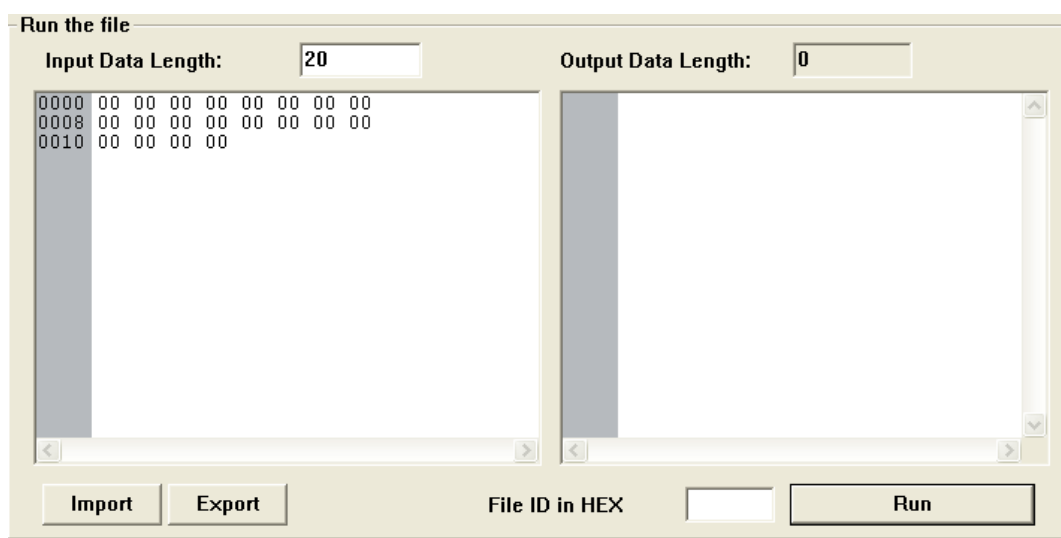 Run the file
Input Data Length: 20 Output Data Length: 0
0000 00 00 00 00 00 00 00 00
0008 00 00 00 00 00 00 00 00
0010 00 00 00 00
Import Export File ID in HEX Run